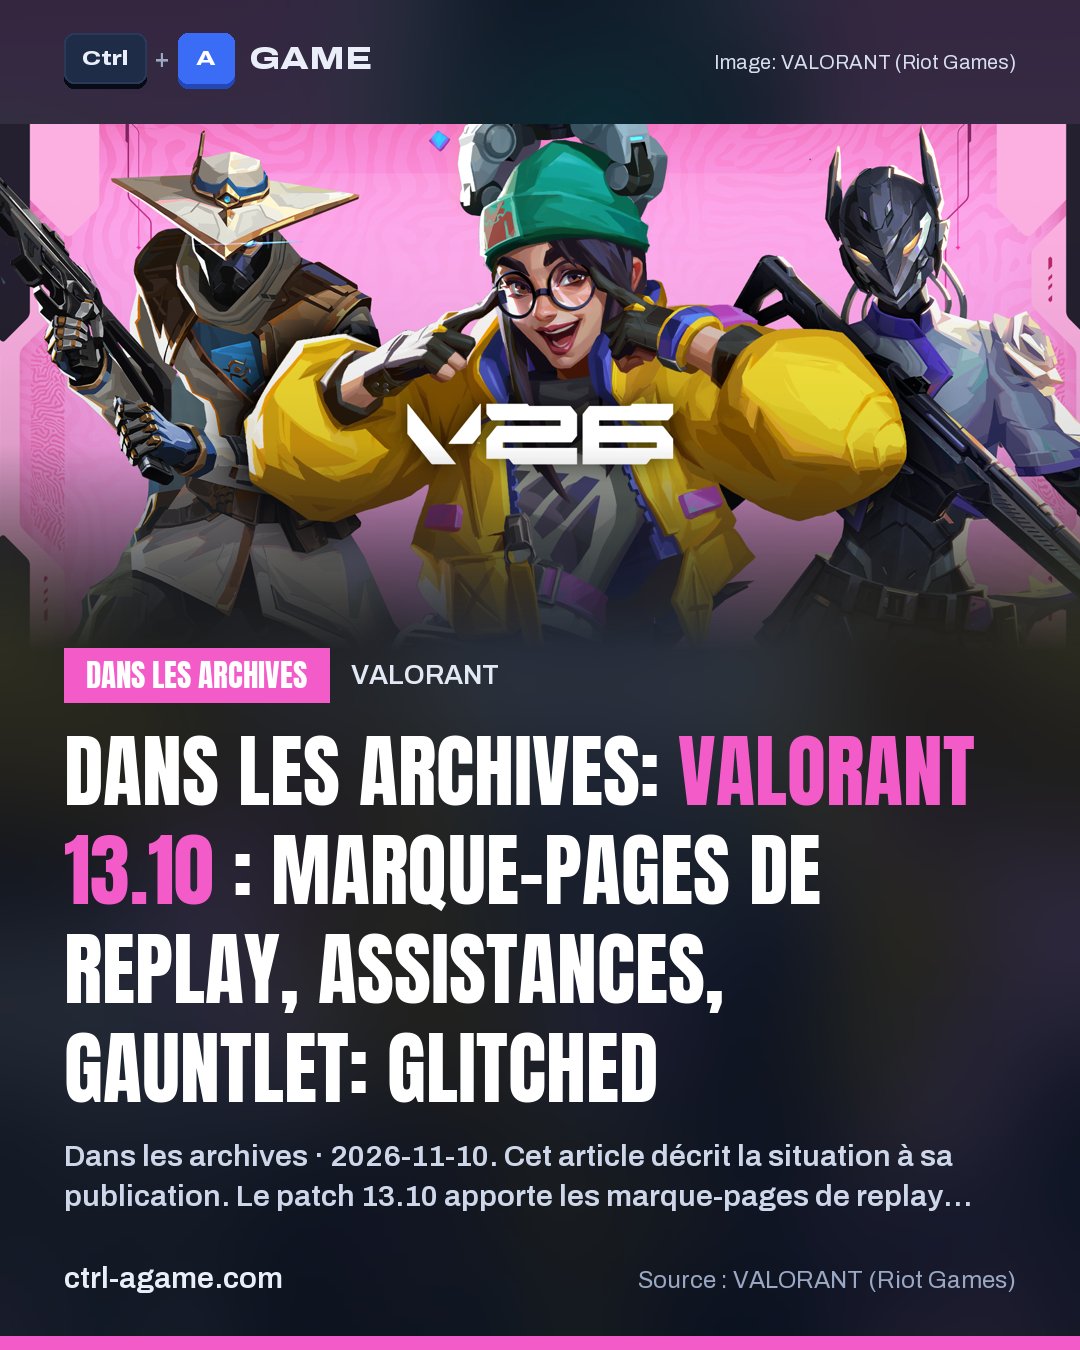 Ctrl + A GAME
Image: VALORANT (Riot Games)
V26
DANS LES ARCHIVES
VALORANT
DANS LES ARCHIVES: VALORANT
13.10 : MARQUE-PAGES DE
REPLAY, ASSISTANCES,
GAUNTLET: GLITCHED
Dans les archives · 2026-11-10. Cet article décrit la situation à sa
publication. Le patch 13.10 apporte les marque-pages de replay…
ctrl-agame.com
Source : VALORANT (Riot Games)